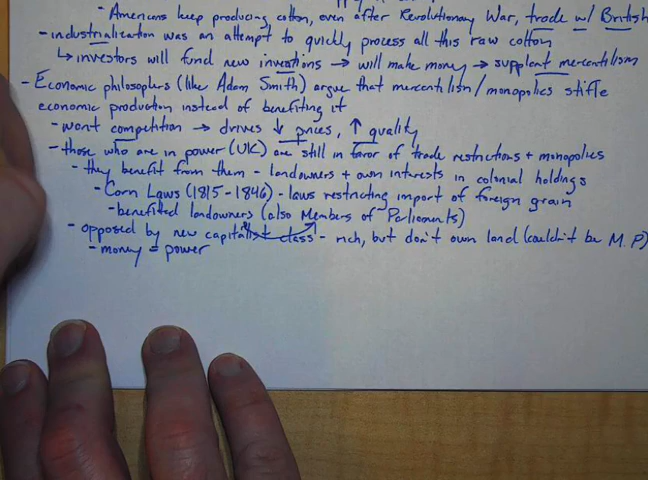 - Americans keep producing cotton, even after Revolutionary War, trade w/ British
- industrialization was an attempt to quickly process all this raw cotton
↳ investors will fund new inventions → will make money → supplant mercantilism
- Economic philosophers (like Adam Smith) argue that mercantilism/monopolies stifle
economic production instead of benefiting it
- want competition → drives ↓ prices, ↑ quality
- those who are in power (UK) are still in favor of trade restrictions + monopolies
- they benefit from them - landowners + own interests in colonial holdings
- Corn Laws (1815-1846) - laws restricting import of foreign grain
- benefitted landowners (also Members of Parliament)
- opposed by new capitalist class - rich, but don't own land (couldn't be M.P)
- money = power